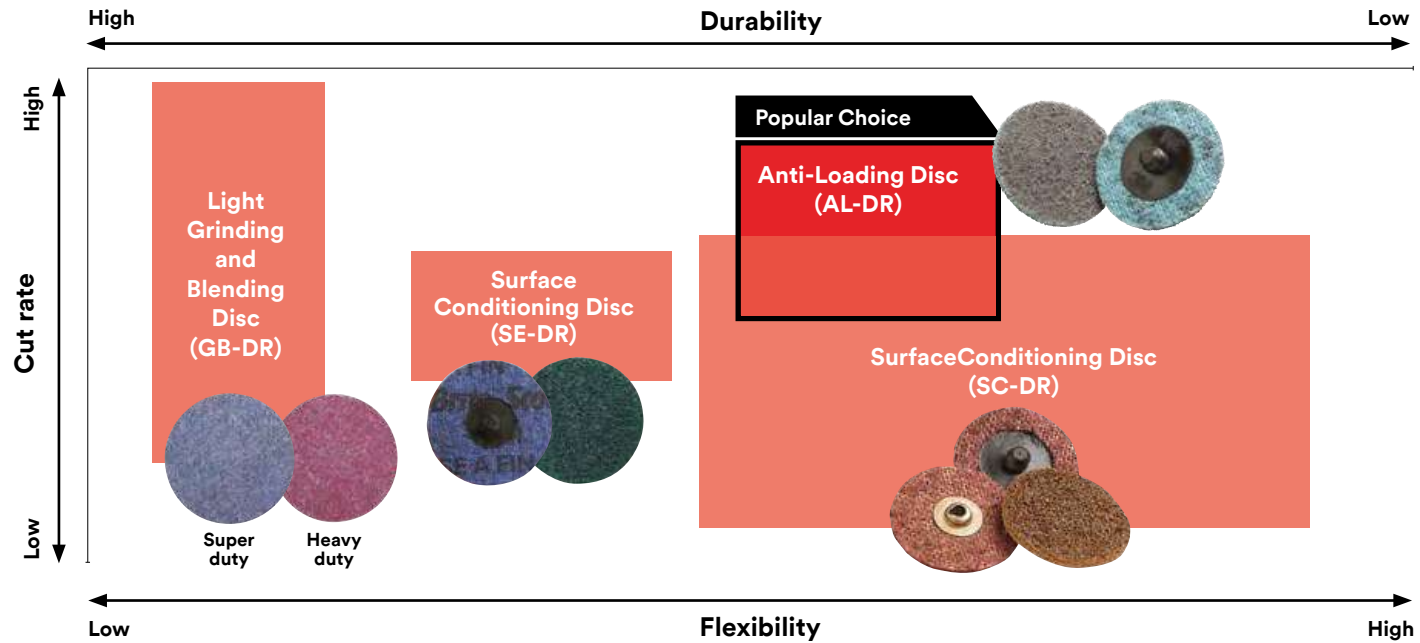 High
Durability
Low
High
Cut rate
Low
Light
Grinding
and
Blending
Disc
(GB-DR)
Super
duty
Heavy
duty
Surface
Conditioning Disc
(SE-DR)
Popular Choice
Anti-Loading Disc
(AL-DR)
SurfaceConditioning Disc
(SC-DR)
Low
Flexibility
High